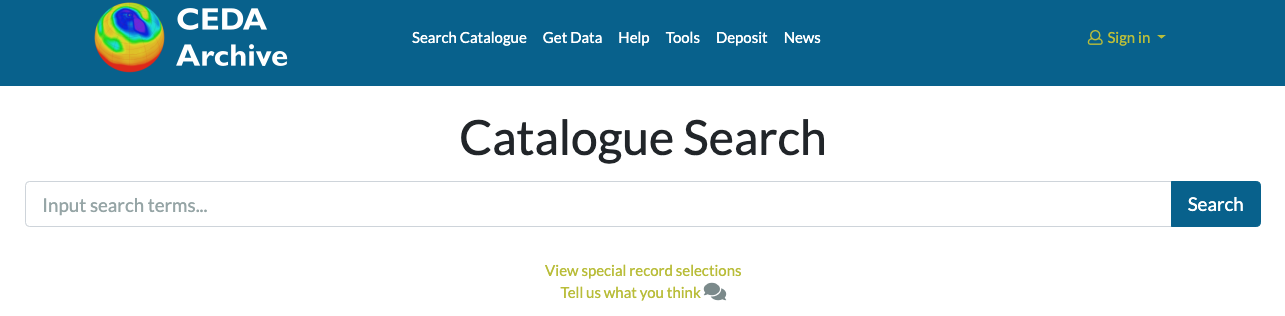 CEDA
Archive
Search Catalogue Get Data Help Tools Deposit News Sign in
Catalogue Search
Input search terms...
Search
View special record selections
Tell us what you think